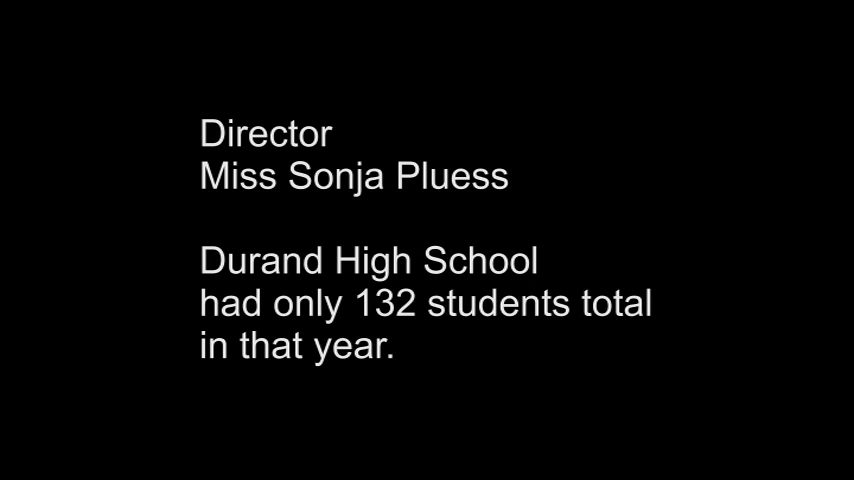 Director
Miss Sonja Pluess
Durand High School
had only 132 students total
in that year.